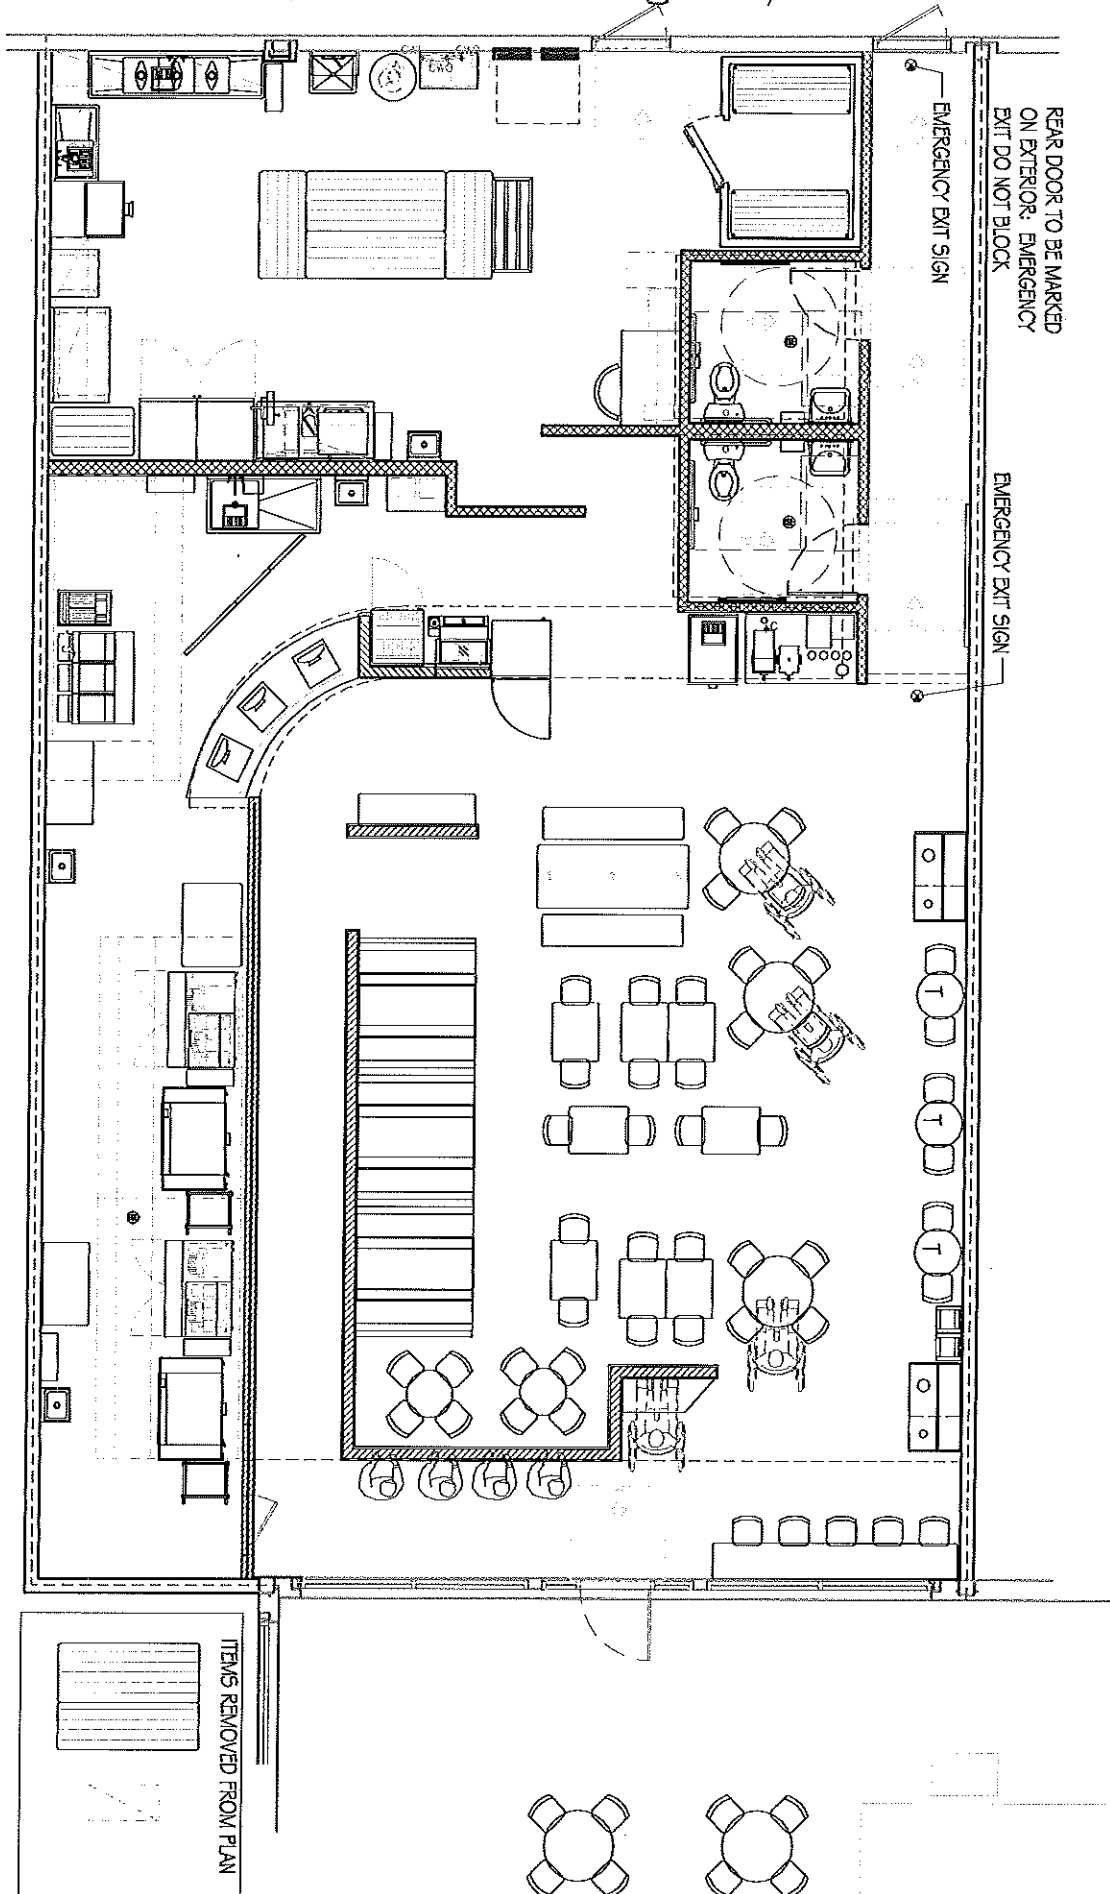 REAR DOOR TO BE MARKED
ON EXTERIOR: EMERGENCY
EXIT DO NOT BLOCK
EMERGENCY EXIT SIGN
EMERGENCY EXIT SIGN
T
T
T
ITEMS REMOVED FROM PLAN